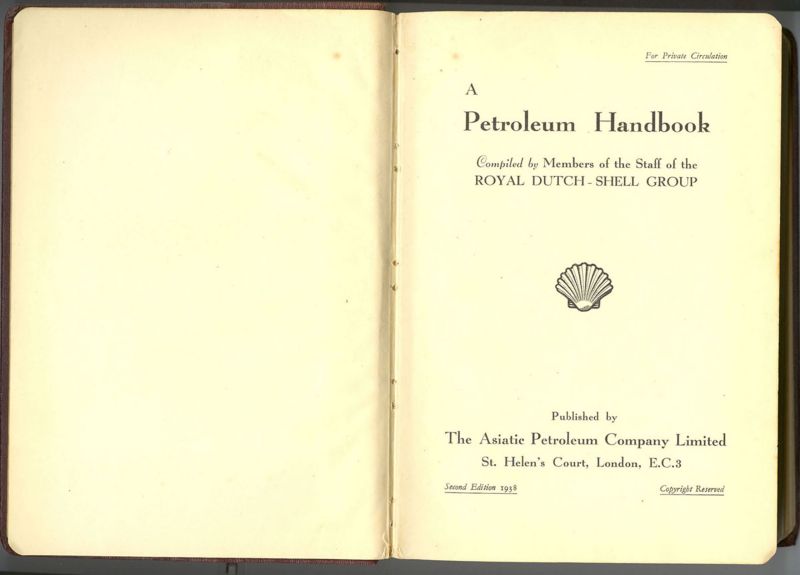 For Private Circulation
A
Petroleum Handbook
Compiled by Members of the Staff of the
ROYAL DUTCH-SHELL GROUP
Published by
The Asiatic Petroleum Company Limited
St. Helen's Court, London, E.C.3
Second Edition 1938
Copyright Reserved